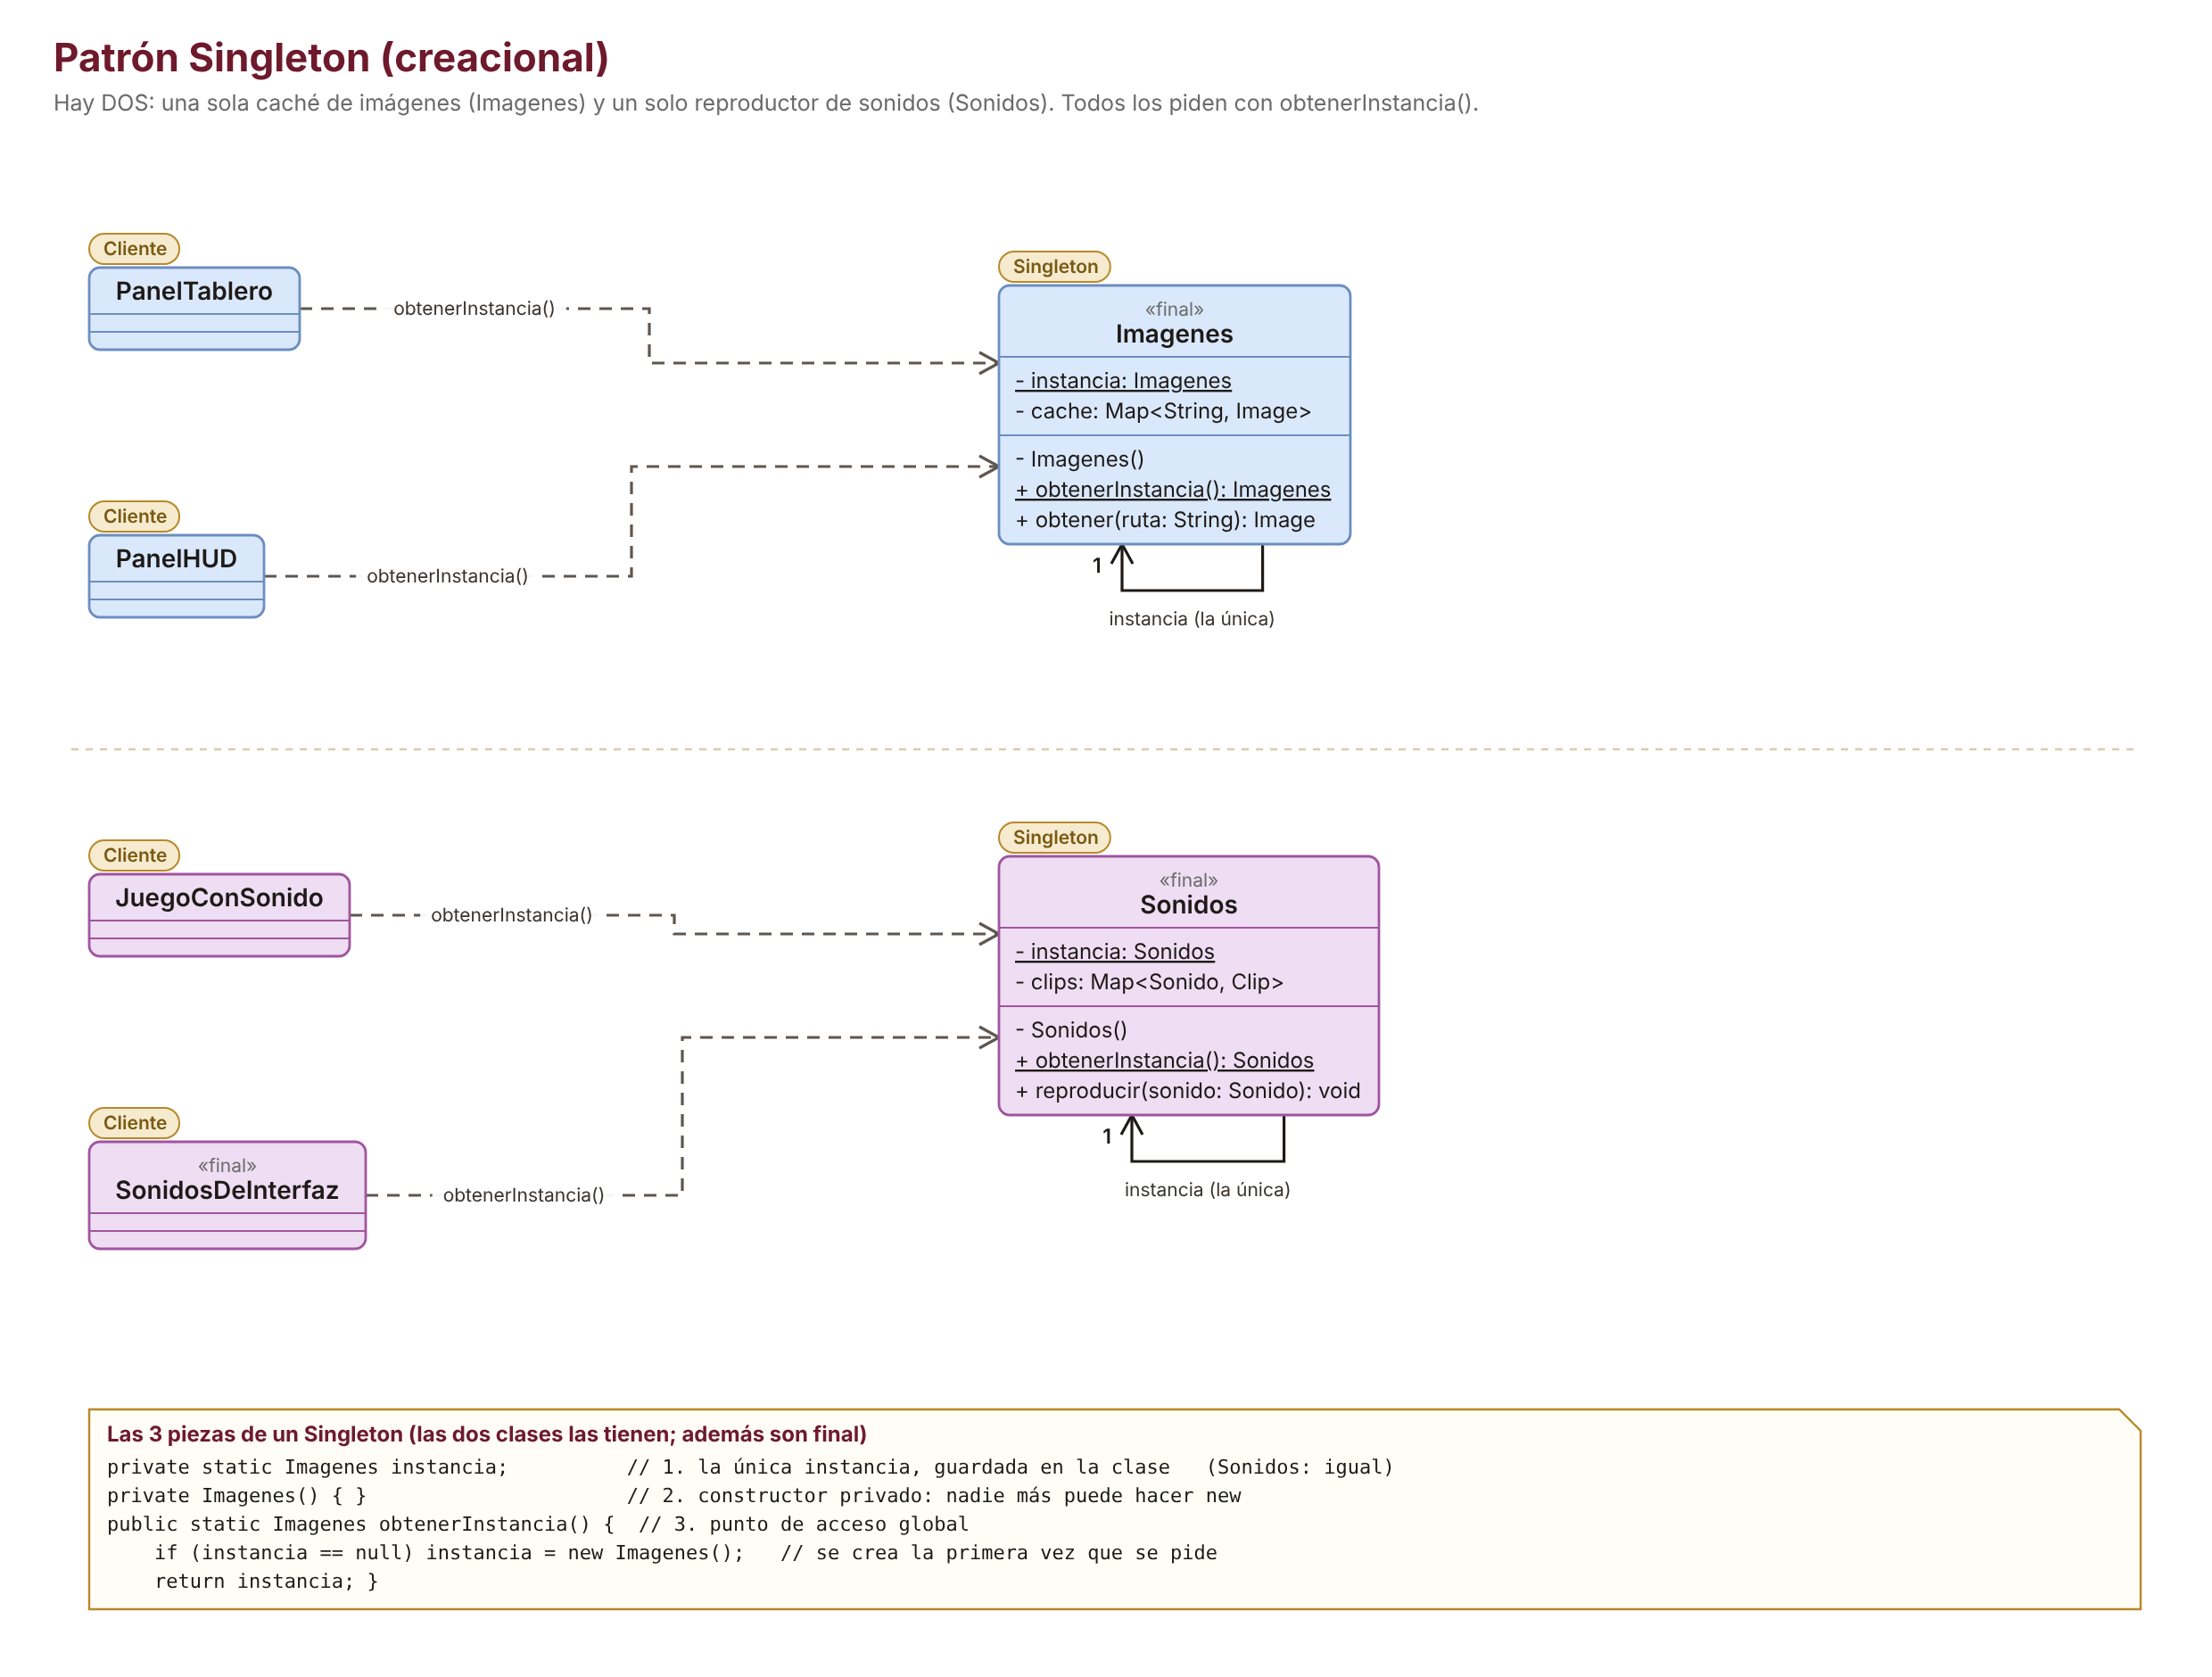 Patrón Singleton (creacional)
Hay DOS: una sola caché de imágenes (Imagenes) y un solo reproductor de sonidos (Sonidos). Todos los piden con obtenerInstancia().
Cliente
PanelTablero
obtenerInstancia()
Singleton
«final»
Imagenes
- instancia: Imagenes
- cache: Map<String, Image>
- Imagenes()
+ obtenerInstancia(): Imagenes
+ obtener(ruta: String): Image
Cliente
PanelHUD
obtenerInstancia()
1
instancia (la única)
Cliente
JuegoConSonido
obtenerInstancia()
Singleton
«final»
Sonidos
- instancia: Sonidos
- clips: Map<Sonido, Clip>
- Sonidos()
+ obtenerInstancia(): Sonidos
+ reproducir(sonido: Sonido): void
Cliente
«final»
SonidosDeInterfaz
obtenerInstancia()
1
instancia (la única)
Las 3 piezas de un Singleton (las dos clases las tienen; además son final)
private static Imagenes instancia;          // 1. la única instancia, guardada en la clase   (Sonidos: igual)
private Imagenes() { }                      // 2. constructor privado: nadie más puede hacer new
public static Imagenes obtenerInstancia() {  // 3. punto de acceso global
    if (instancia == null) instancia = new Imagenes();   // se crea la primera vez que se pide
    return instancia; }